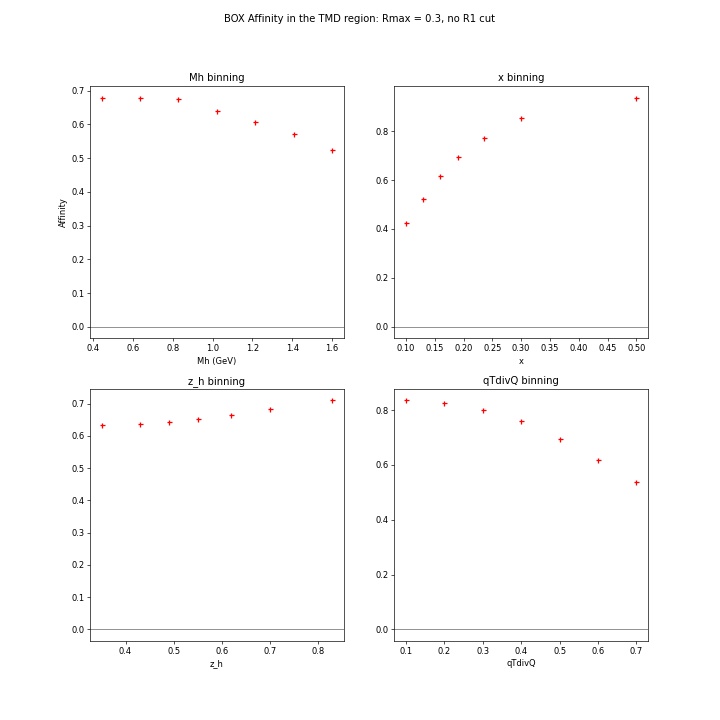 BOX Affinity in the TMD region: Rmax = 0.3, no R1 cut
Mh binning
0.7
0.6
0.5
0.4
0.3
0.2
0.1
0.0
Affinity
0.4 0.6 0.8 1.0 1.2 1.4 1.6
Mh (GeV)
x binning
0.8
0.6
0.4
0.2
0.0
0.10 0.15 0.20 0.25 0.30 0.35 0.40 0.45 0.50
x
z_h binning
0.7
0.6
0.5
0.4
0.3
0.2
0.1
0.0
0.4 0.5 0.6 0.7 0.8
z_h
qTdivQ binning
0.8
0.6
0.4
0.2
0.0
0.1 0.2 0.3 0.4 0.5 0.6 0.7
qTdivQ